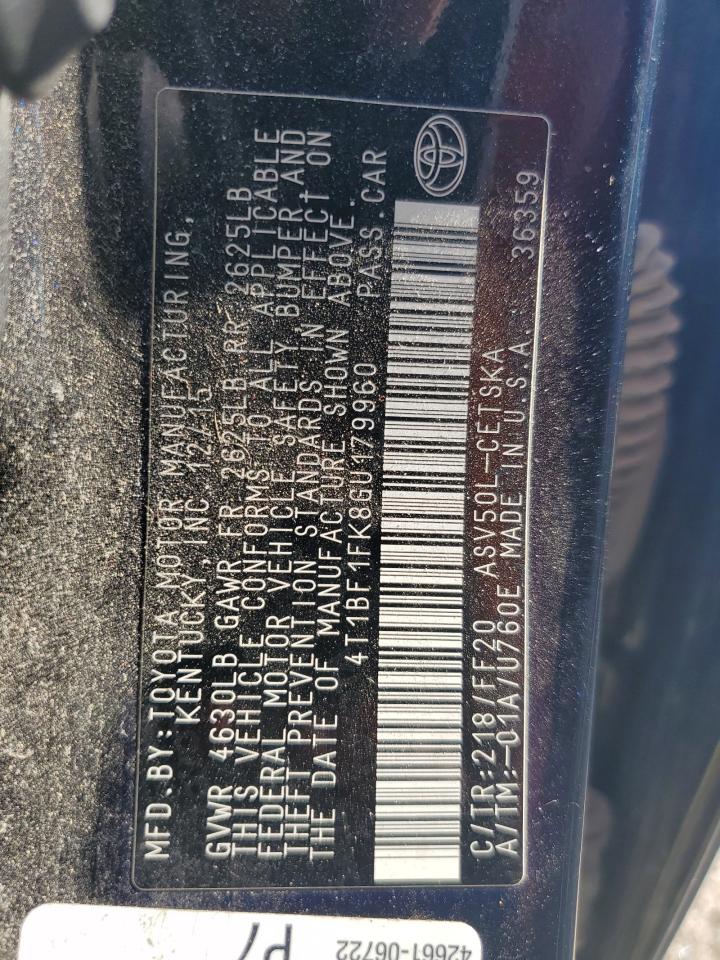 MFD.BY:TOYOTA MOTOR MANUFACTURING,
KENTUCKY, INC 12/15
GVWR 4630LB GAWR FR 2625LB RR 2625LB
THIS VEHICLE CONFORMS TO ALL APPLICABLE
FEDERAL MOTOR VEHICLE SAFETY, BUMPER AND
THEFT PREVENTION STANDARDS IN EFFECT ON
THE DATE OF MANUFACTURE SHOWN ABOVE.
4T1BF1FK8GU179960 PASS.CAR
C/TR:218/FF20 ASV50L-CETSKA
A/TM:-01A/U760E MADE IN U.S.A. 36359
42661-06722